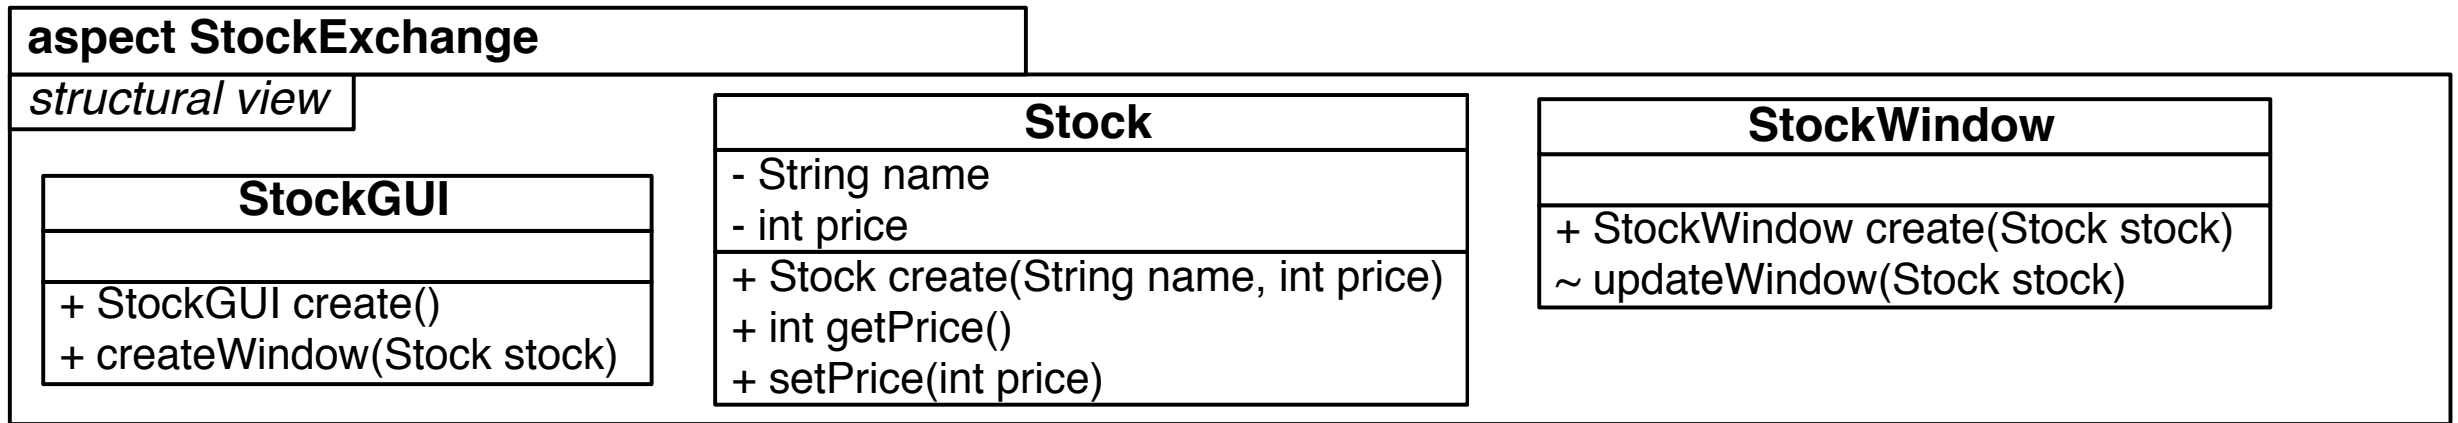 aspect StockExchange
structural view
StockGUI
+ StockGUI create()
+ createWindow(Stock stock)
Stock
- String name
- int price
+ Stock create(String name, int price)
+ int getPrice()
+ setPrice(int price)
StockWindow
+ StockWindow create(Stock stock)
~ updateWindow(Stock stock)